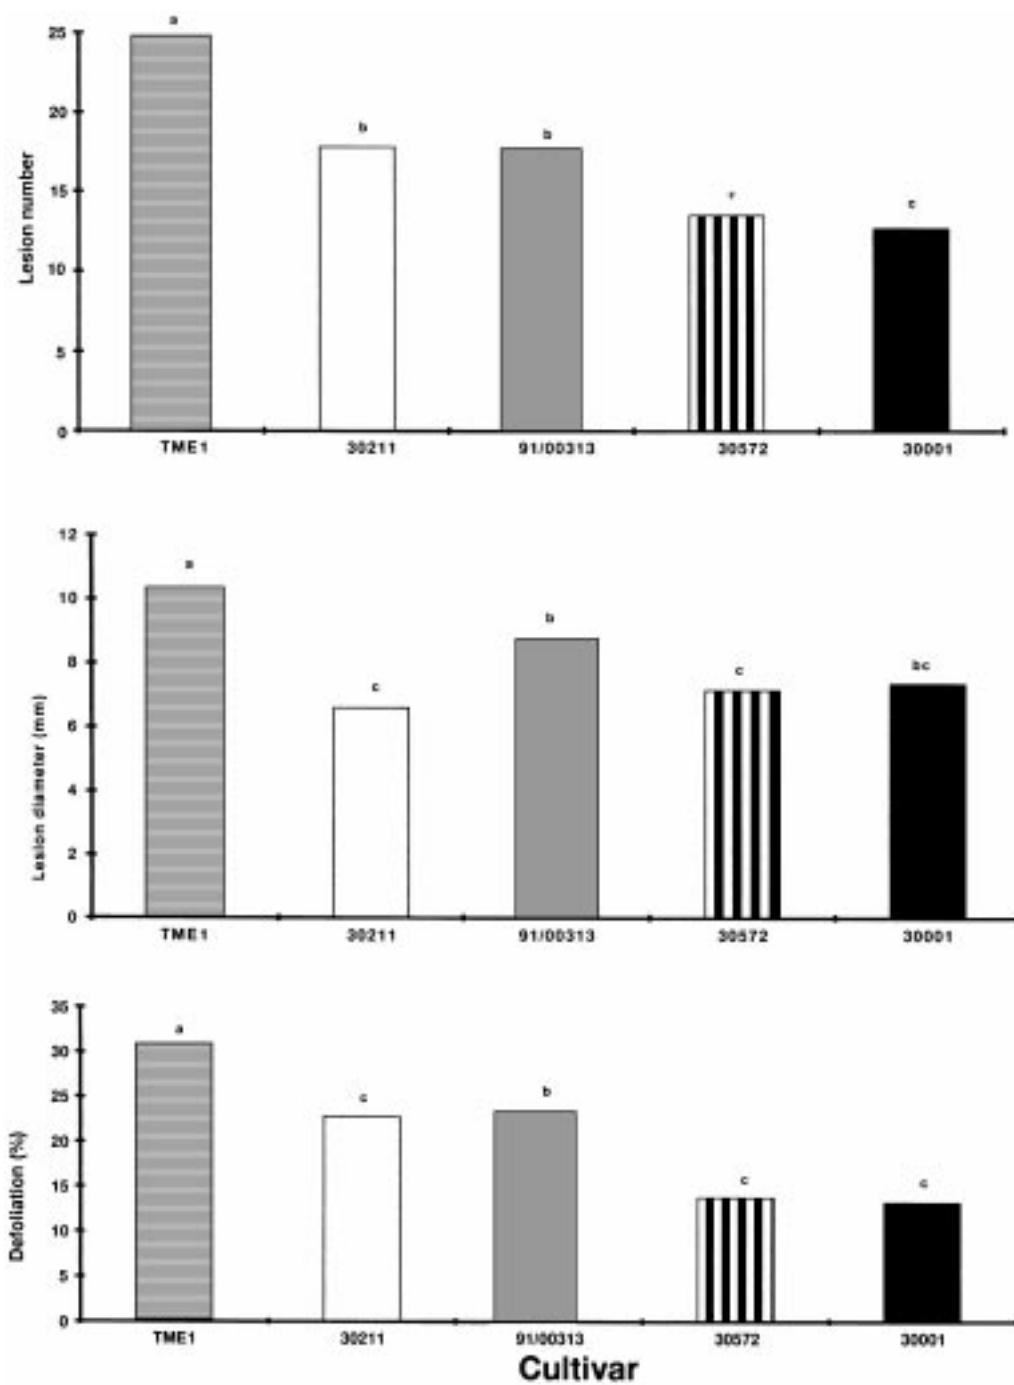 a
25
b
b
20
15
c
10
5
0
Lesion number
TME1 30211 91/00313 30572 30001
12
a
10
b
8
c
c
bc
6
4
2
0
Lesion diameter (mm)
TME1 30211 91/00313 30572 30001
35
a
30
25
c
b
20
15
c
c
10
5
0
Defoliation (%)
TME1 30211 91/00313 30572 30001
Cultivar